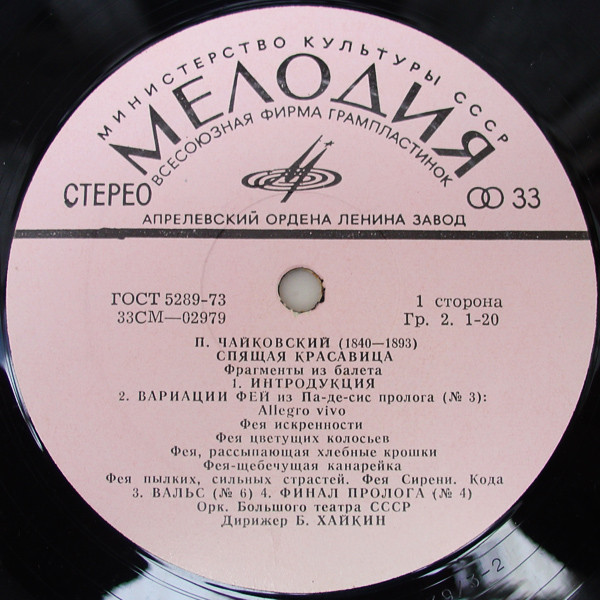 МИНИСТЕРСТВО КУЛЬТУРЫ СССР
МЕЛОДИЯ
ВСЕСОЮЗНАЯ ФИРМА ГРАМПЛАСТИНОК
СТЕРЕО
33
АПРЕЛЕВСКИЙ ОРДЕНА ЛЕНИНА ЗАВОД
ГОСТ 5289-73
1 сторона
33СМ—02979
Гр. 2. 1-20
П. ЧАЙКОВСКИЙ (1840—1893)
СПЯЩАЯ КРАСАВИЦА
Фрагменты из балета
1. ИНТРОДУКЦИЯ
2. ВАРИАЦИИ ФЕЙ из Па-де-сис пролога (№ 3):
Allegro vivo
Фея искренности
Фея цветущих колосьев
Фея, рассыпающая хлебные крошки
Фея-щебечущая канарейка
Фея пылких, сильных страстей. Фея Сирени. Кода
3. ВАЛЬС (№ 6) 4. ФИНАЛ ПРОЛОГА (№ 4)
Орк. Большого театра СССР
Дирижер Б. ХАЙКИН